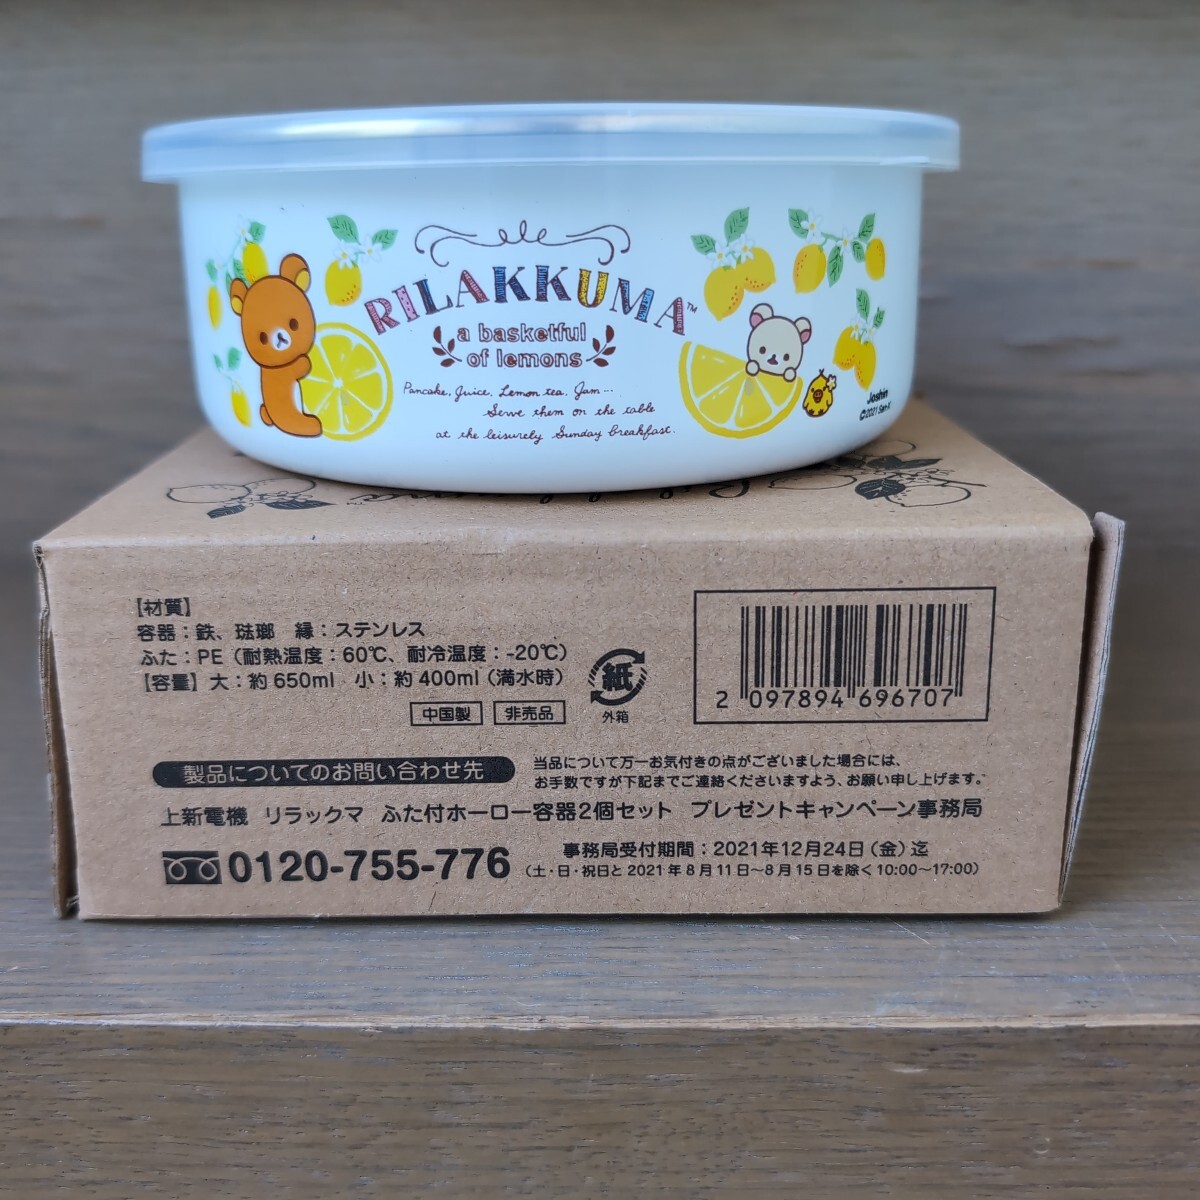 RILAKKUMA™
a basketful
of lemons
Pancake, Juice, Lemon tea, Jam...
Serve them on the table
at the leisurely Sunday breakfast.
Joshin
©2021 San-X
【材質】
容器：鉄、琺瑯　縁：ステンレス
ふた：PE（耐熱温度：60℃、耐冷温度：-20℃）
【容量】大：約650ml　小：約400ml（満水時）
中国製　非売品
紙
外箱
2 097894 696707
製品についてのお問い合わせ先
当品について万一お気付きの点がございました場合には、
お手数ですが下記までご連絡くださいますよう、お願い申し上げます。
上新電機　リラックマ　ふた付ホーロー容器2個セット　プレゼントキャンペーン事務局
0120-755-776
事務局受付期間：2021年12月24日（金）迄
（土・日・祝日と2021年8月11日〜8月15日を除く10:00〜17:00）